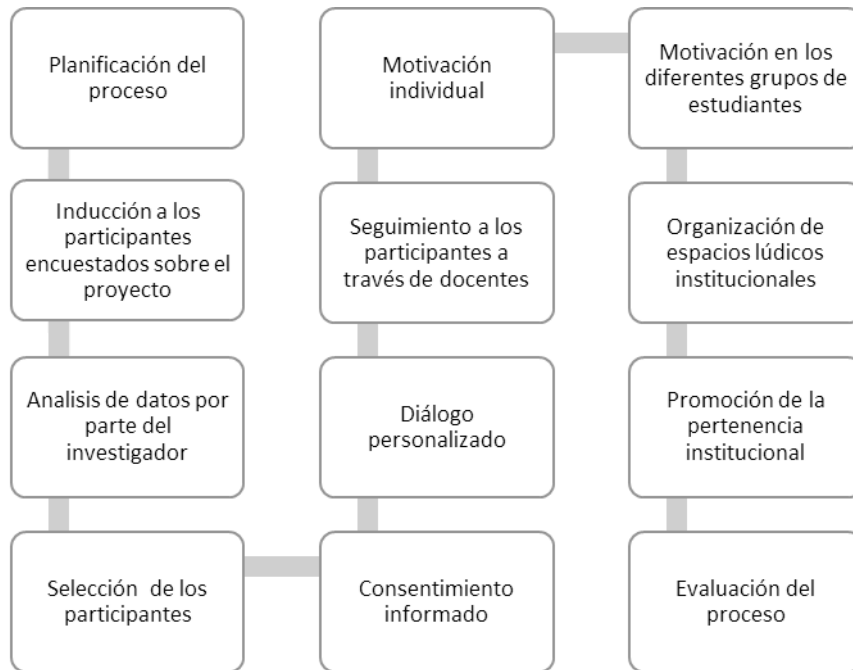 Planificación del
proceso
Inducción a los
participantes
encuestados sobre el
proyecto
Analisis de datos por
parte del
investigador
Selección de los
participantes
Consentimiento
informado
Diálogo
personalizado
Seguimiento a los
participantes a
través de docentes
Motivación
individual
Motivación en los
diferentes grupos de
estudiantes
Organización de
espacios lúdicos
institucionales
Promoción de la
pertenencia
institucional
Evaluación del
proceso